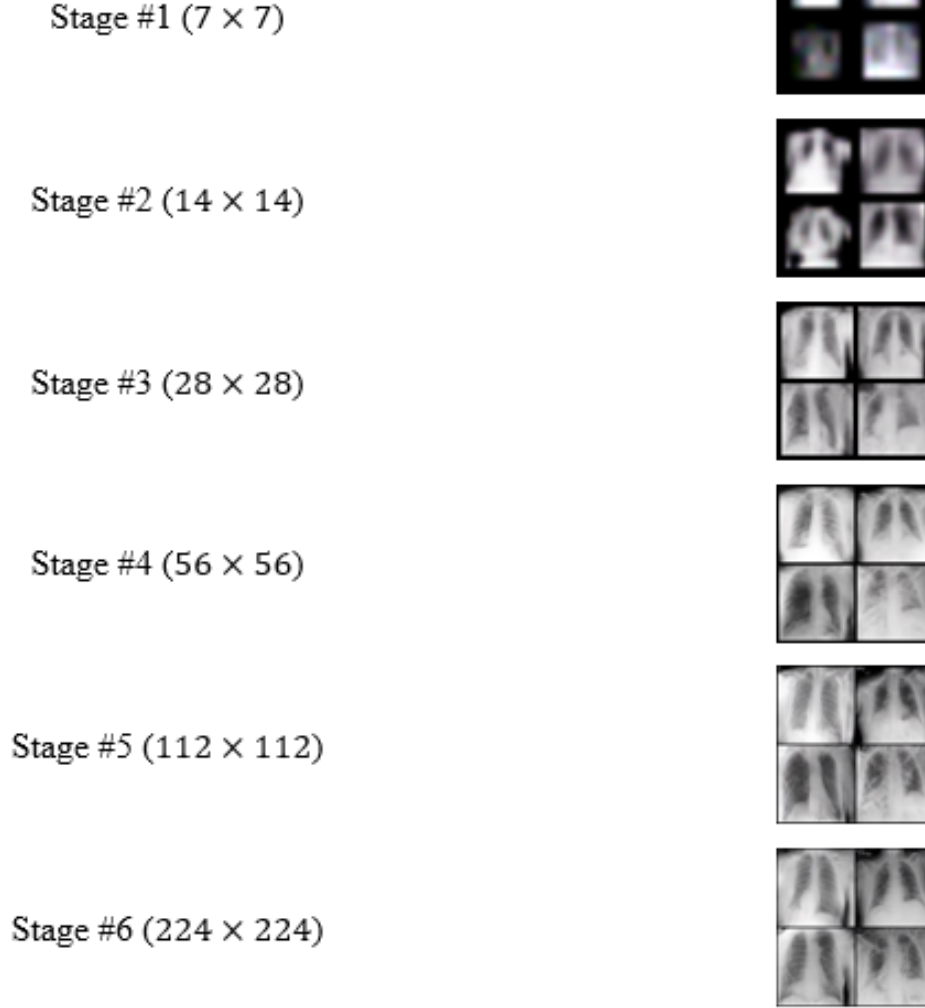 Stage #1 (7 × 7)
Stage #2 (14 × 14)
Stage #3 (28 × 28)
Stage #4 (56 × 56)
Stage #5 (112 × 112)
Stage #6 (224 × 224)